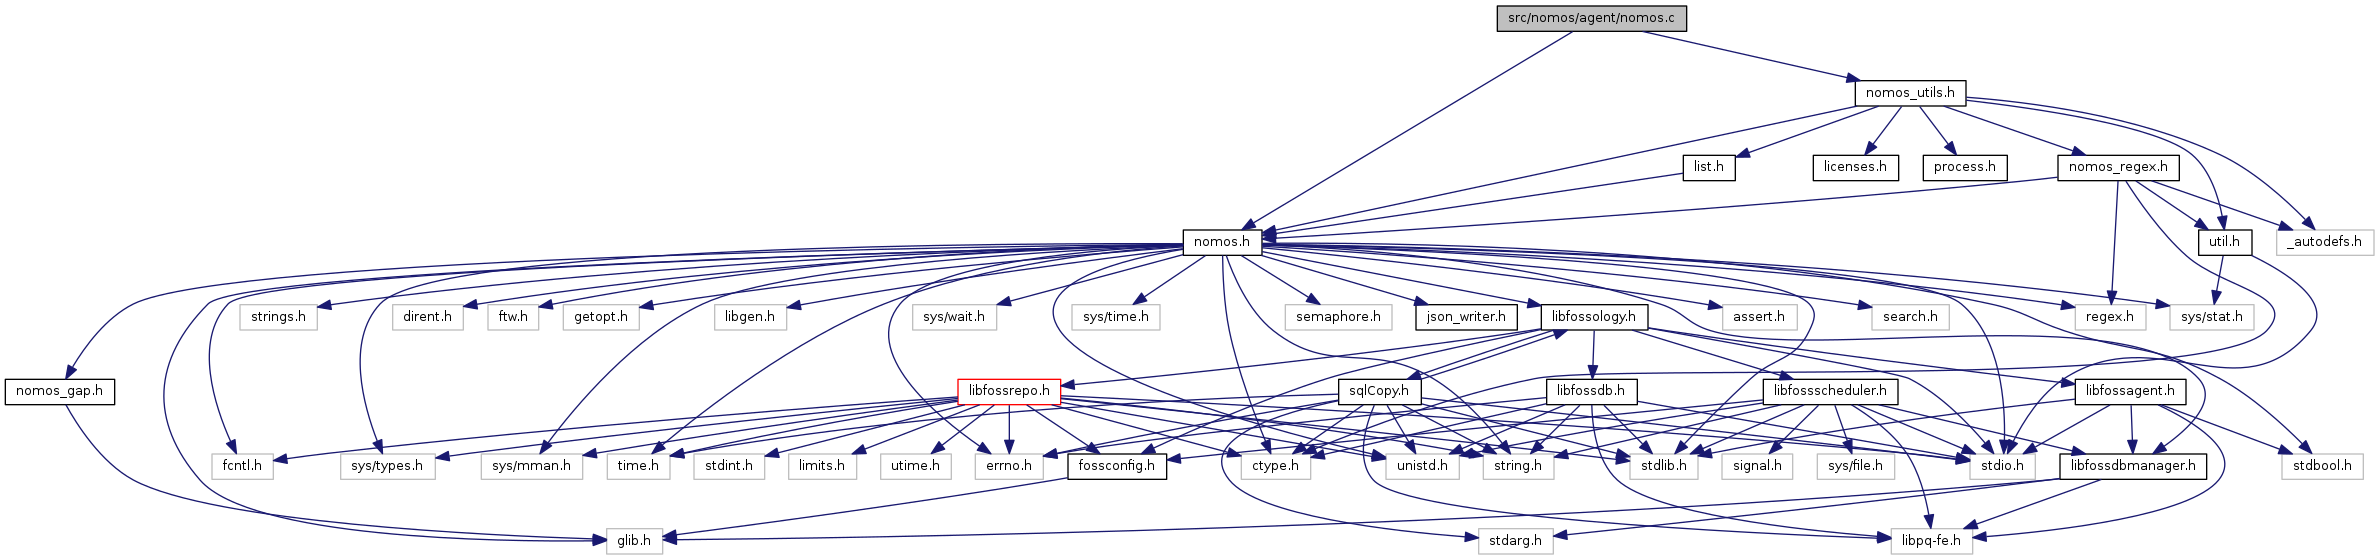 src/nomos/agent/nomos.c
nomos_utils.h
list.h
licenses.h
process.h
nomos_regex.h
nomos.h
util.h
_autodefs.h
strings.h
dirent.h
ftw.h
getopt.h
libgen.h
sys/wait.h
sys/time.h
semaphore.h
json_writer.h
libfossology.h
assert.h
search.h
regex.h
sys/stat.h
nomos_gap.h
libfossrepo.h
sqlCopy.h
libfossdb.h
libfossscheduler.h
libfossagent.h
fcntl.h
sys/types.h
sys/mman.h
time.h
stdint.h
limits.h
utime.h
errno.h
fossconfig.h
ctype.h
unistd.h
string.h
stdlib.h
signal.h
sys/file.h
stdio.h
libfossdbmanager.h
stdbool.h
glib.h
stdarg.h
libpq-fe.h